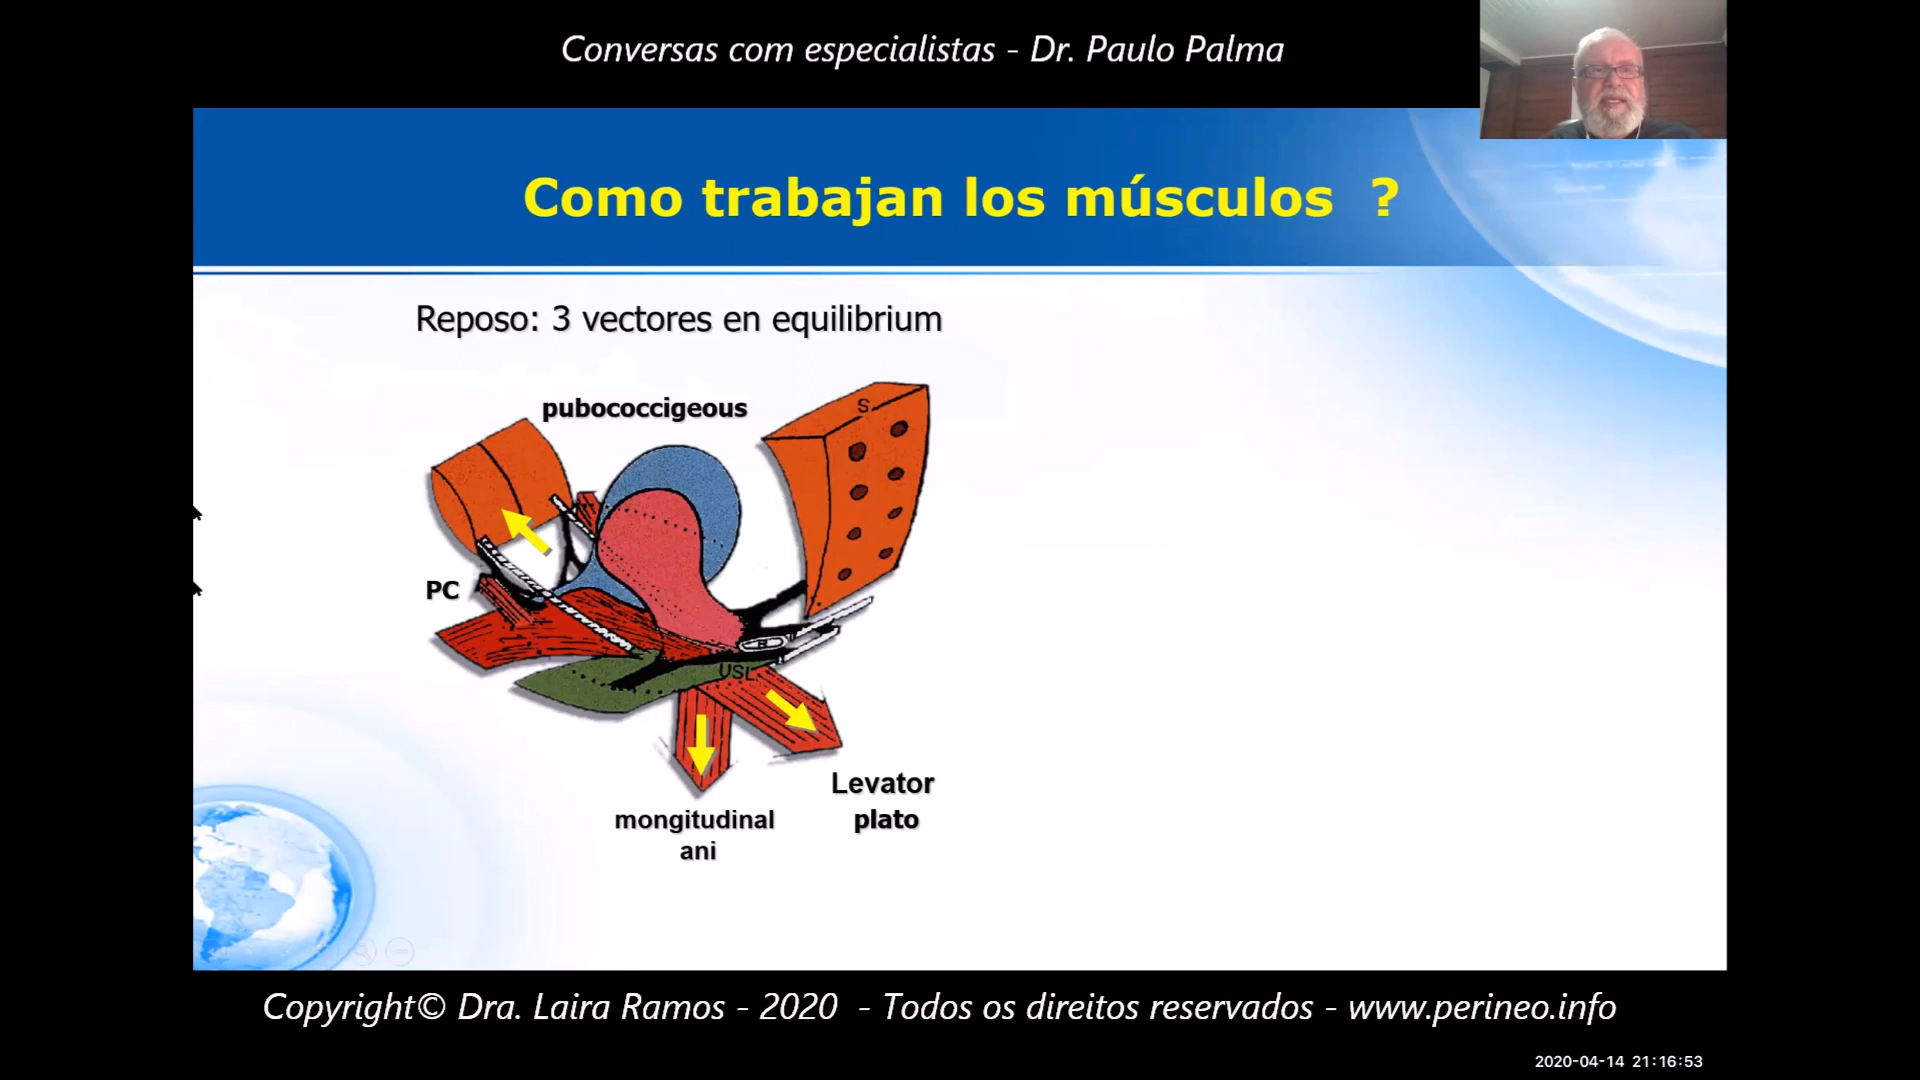 Conversas com especialistas - Dr. Paulo Palma
Como trabajan los músculos ?
Reposo: 3 vectores en equilibrium
pubococcigeous
S
PC
USL
Levator
plato
mongitudinal
ani
Copyright© Dra. Laira Ramos - 2020 - Todos os direitos reservados - www.perineo.info
2020-04-14 21:16:53